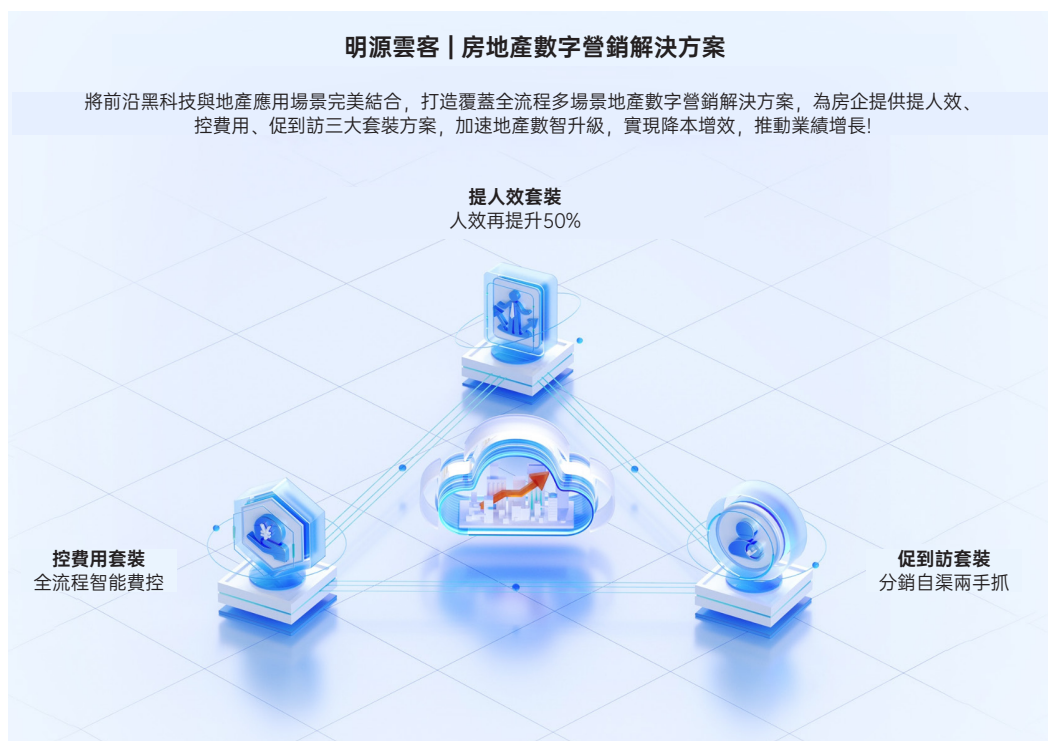 明源雲客 | 房地產數字營銷解決方案
將前沿黑科技與地產應用場景完美結合，打造覆蓋全流程多場景地產數字營銷解決方案，為房企提供提人效、
控費用、促到訪三大套裝方案，加速地產數智升級，實現降本增效，推動業績增長!
提人效套裝
人效再提升50%
控費用套裝
全流程智能費控
促到訪套裝
分銷自渠兩手抓
¥